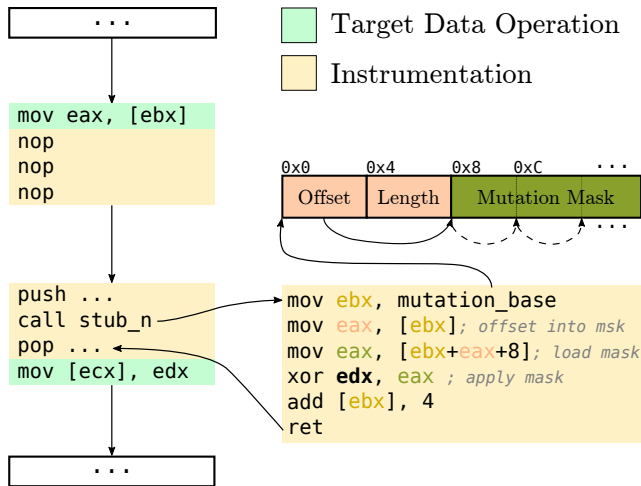 ...
Target Data Operation
Instrumentation
mov eax, [ebx]
nop
nop
nop
0x0 0x4 0x8 0xC ...
Offset Length Mutation Mask
...
push ...
call stub_n
pop ...
mov [ecx], edx
mov ebx, mutation_base
mov eax, [ebx] ; offset into msk
mov eax, [ebx+eax+8] ; load mask
xor edx, eax ; apply mask
add [ebx], 4
ret
...